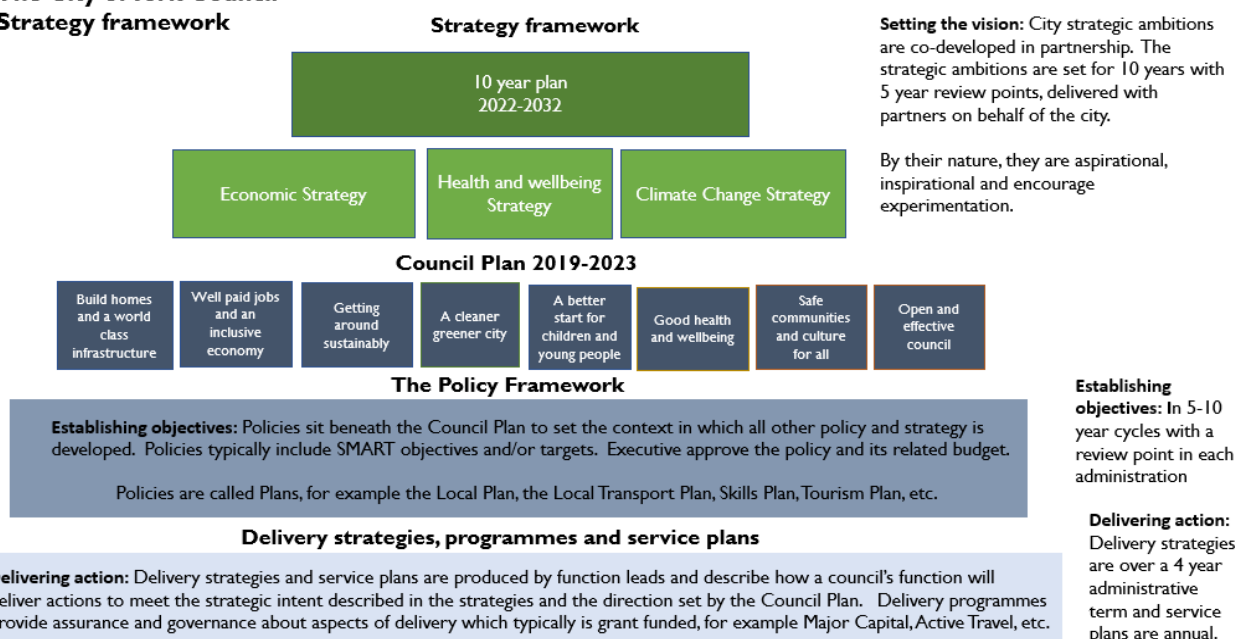 Strategy framework
Strategy framework
10 year plan
2022-2032
Economic Strategy
Health and wellbeing
Strategy
Climate Change Strategy
Setting the vision: City strategic ambitions
are co-developed in partnership. The
strategic ambitions are set for 10 years with
5 year review points, delivered with
partners on behalf of the city.
By their nature, they are aspirational,
inspirational and encourage
experimentation.
Council Plan 2019-2023
Build homes
and a world
class
infrastructure
Well paid jobs
and an
inclusive
economy
Getting
around
sustainably
A cleaner
greener city
A better
start for
children and
young people
Good health
and wellbeing
Safe
communities
and culture
for all
Open and
effective
council
The Policy Framework
Establishing objectives: Policies sit beneath the Council Plan to set the context in which all other policy and strategy is
developed. Policies typically include SMART objectives and/or targets. Executive approve the policy and its related budget.
Policies are called Plans, for example the Local Plan, the Local Transport Plan, Skills Plan, Tourism Plan, etc.
Establishing
objectives: In 5-10
year cycles with a
review point in each
administration
Delivery strategies, programmes and service plans
elivering action: Delivery strategies and service plans are produced by function leads and describe how a council's function will
eliver actions to meet the strategic intent described in the strategies and the direction set by the Council Plan. Delivery programmes
rovide assurance and governance about aspects of delivery which typically is grant funded, for example Major Capital, Active Travel, etc.
Delivering action:
Delivery strategies
are over a 4 year
administrative
term and service
plans are annual.